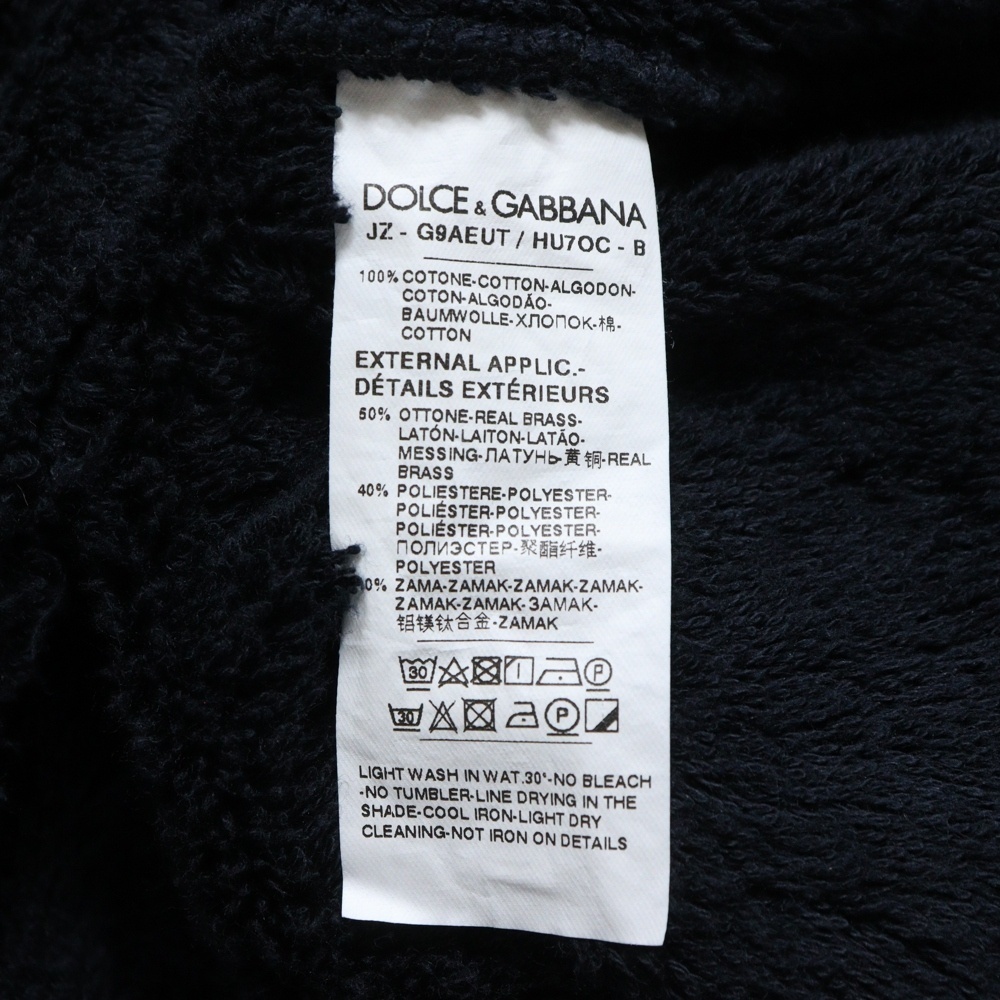 DOLCE & GABBANA
JZ - G9AEUT / HU7OC - B
100% COTONE-COTTON-ALGODON-
COTON-ALGODÃO-
BAUMWOLLE-ХЛОПОК-棉-
COTTON
EXTERNAL APPLIC.-
DÉTAILS EXTÉRIEURS
50% OTTONE-REAL BRASS-
LATÓN-LAITON-LATÃO-
MESSING-ЛАТУНЬ-黄铜-REAL
BRASS
40% POLIESTERE-POLYESTER-
POLIÉSTER-POLYESTER-
POLIÉSTER-POLYESTER-
ПОЛИЭСТЕР-聚酯纤维-
POLYESTER
0% ZAMA-ZAMAK-ZAMAK-ZAMAK-
ZAMAK-ZAMAK-ЗАМАК-
铝镁钛合金-ZAMAK
30 P
30 P
LIGHT WASH IN WAT.30°-NO BLEACH
-NO TUMBLER-LINE DRYING IN THE
SHADE-COOL IRON-LIGHT DRY
CLEANING-NOT IRON ON DETAILS